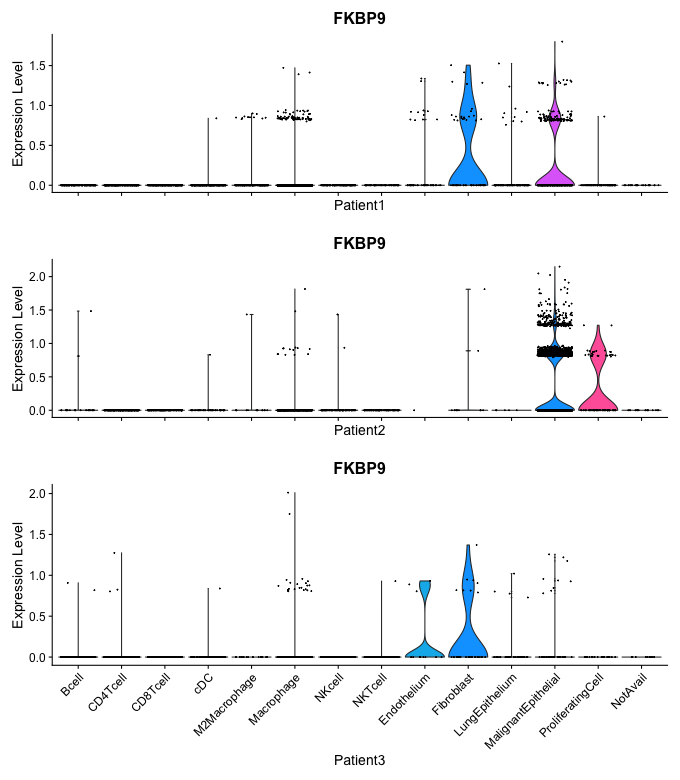 FKBP9
Expression Level
1.5
1.0
0.5
0.0
Patient1
FKBP9
Expression Level
2.0
1.5
1.0
0.5
0.0
Patient2
FKBP9
Expression Level
2.0
1.5
1.0
0.5
0.0
Bcell
CD4Tcell
CD8Tcell
cDC
M2Macrophage
Macrophage
NKcell
NKTcell
Endothelium
Fibroblast
LungEpithelium
MalignantEpithelial
ProliferatingCell
NotAvail
Patient3